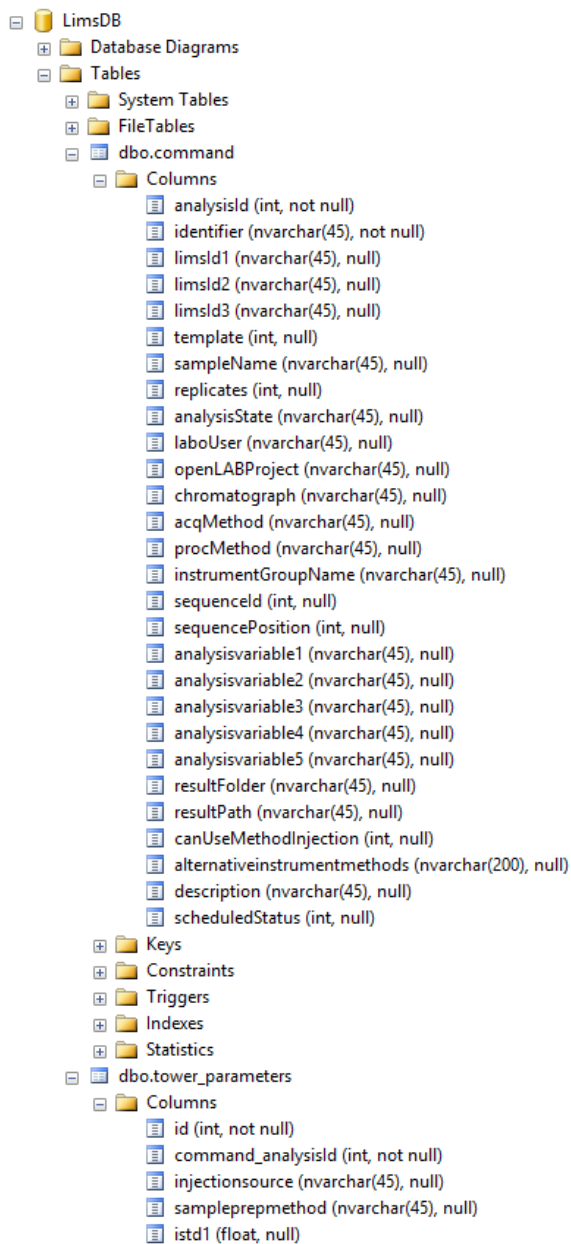 LimsDB
Database Diagrams
Tables
System Tables
FileTables
dbo.command
Columns
analysisId (int, not null)
identifier (nvarchar(45), not null)
limsId1 (nvarchar(45), null)
limsId2 (nvarchar(45), null)
limsId3 (nvarchar(45), null)
template (int, null)
sampleName (nvarchar(45), null)
replicates (int, null)
analysisState (nvarchar(45), null)
laboUser (nvarchar(45), null)
openLABProject (nvarchar(45), null)
chromatograph (nvarchar(45), null)
acqMethod (nvarchar(45), null)
procMethod (nvarchar(45), null)
instrumentGroupName (nvarchar(45), null)
sequenceId (int, null)
sequencePosition (int, null)
analysisvariable1 (nvarchar(45), null)
analysisvariable2 (nvarchar(45), null)
analysisvariable3 (nvarchar(45), null)
analysisvariable4 (nvarchar(45), null)
analysisvariable5 (nvarchar(45), null)
resultFolder (nvarchar(45), null)
resultPath (nvarchar(45), null)
canUseMethodInjection (int, null)
alternativeinstrumentmethods (nvarchar(200), null)
description (nvarchar(45), null)
scheduledStatus (int, null)
Keys
Constraints
Triggers
Indexes
Statistics
dbo.tower_parameters
Columns
id (int, not null)
command_analysisId (int, not null)
injectionsource (nvarchar(45), null)
sampleprepmethod (nvarchar(45), null)
istd1 (float, null)